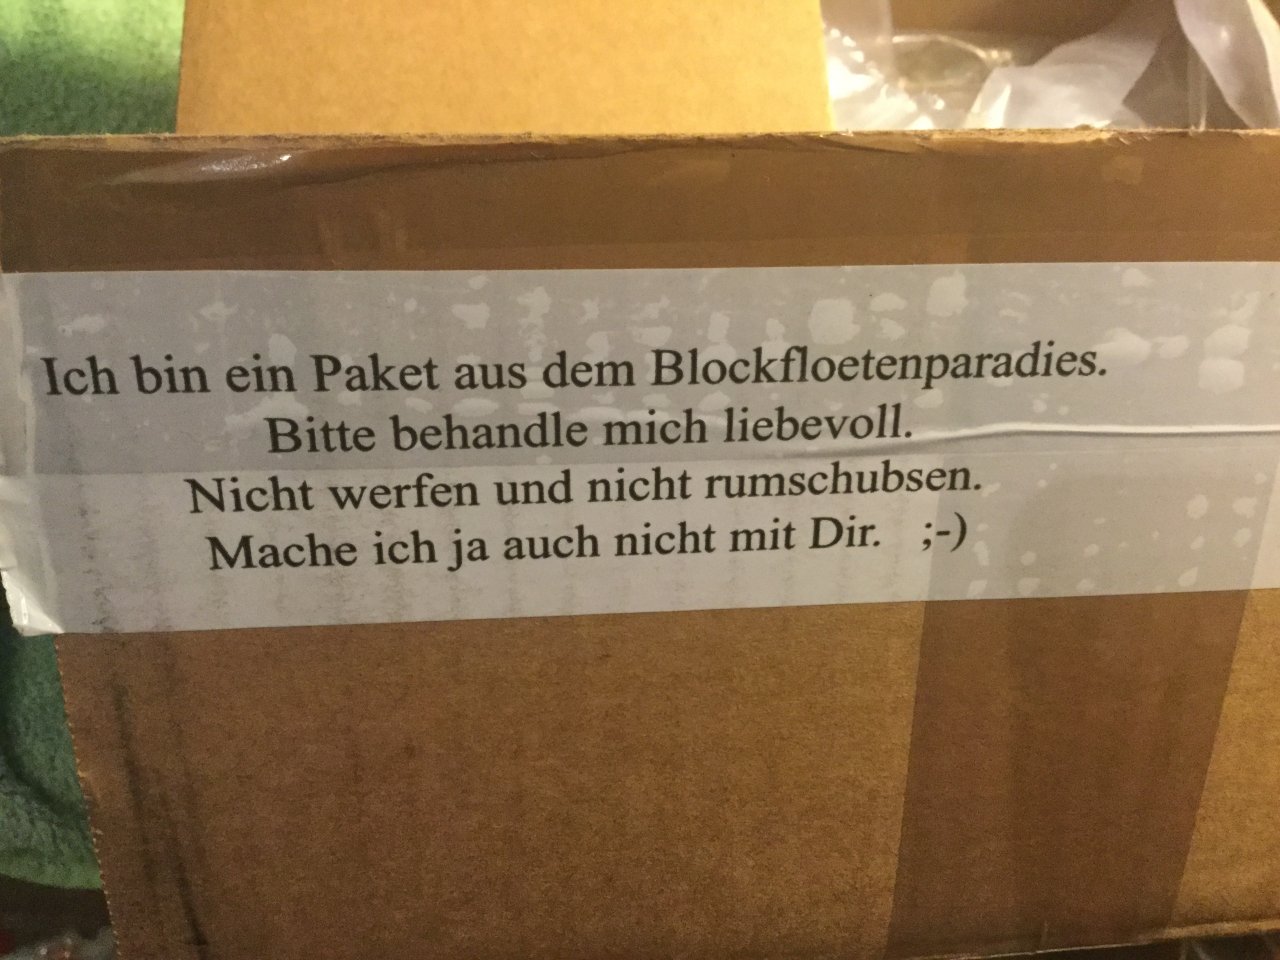 Ich bin ein Paket aus dem Blockfloetenparadies.
Bitte behandle mich liebevoll.
Nicht werfen und nicht rumschubsen.
Mache ich ja auch nicht mit Dir.   ;-)